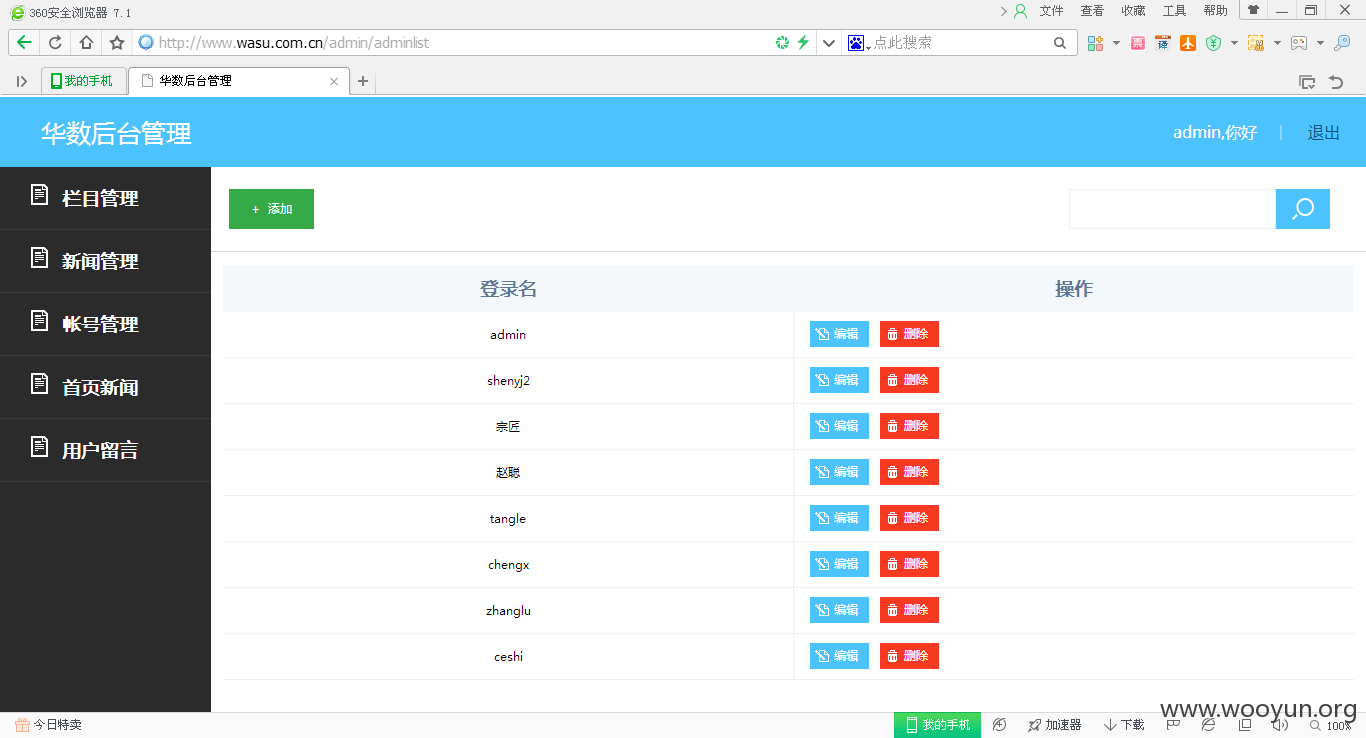 360安全浏览器 7.1
文件 查看 收藏 工具 帮助
http://www.wasu.com.cn/admin/adminlist
点此搜索
我的手机
华数后台管理
华数后台管理
admin,你好 | 退出
栏目管理
新闻管理
帐号管理
首页新闻
用户留言
+ 添加
登录名 操作
admin 编辑 删除
shenyj2 编辑 删除
宗匠 编辑 删除
赵聪 编辑 删除
tangle 编辑 删除
chengx 编辑 删除
zhanglu 编辑 删除
ceshi 编辑 删除
www.wooyun.org
今日特卖
我的手机
加速器
下载
100%